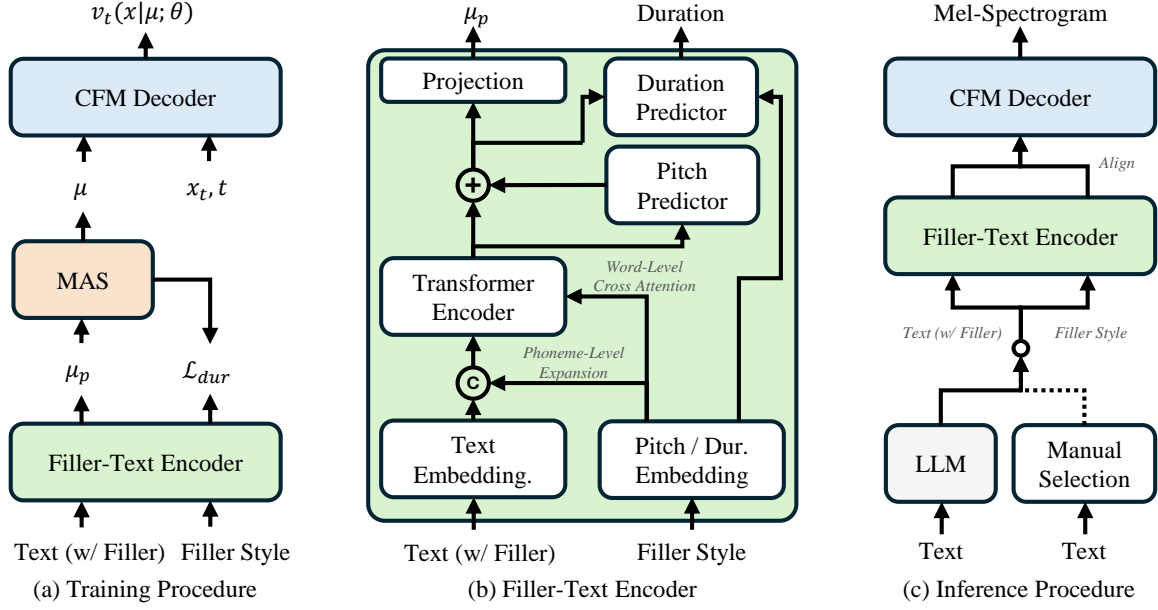 v_t(x|μ; θ)
CFM Decoder
μ
x_t, t
MAS
μ_p
ℒ_dur
Filler-Text Encoder
Text (w/ Filler)
Filler Style
(a) Training Procedure
μ_p
Duration
Projection
Duration
Predictor
+
Pitch
Predictor
Transformer
Encoder
Word-Level
Cross Attention
Phoneme-Level
Expansion
C
Text
Embedding.
Pitch / Dur.
Embedding
Text (w/ Filler)
Filler Style
(b) Filler-Text Encoder
Mel-Spectrogram
CFM Decoder
Align
Filler-Text Encoder
Text (w/ Filler)
Filler Style
LLM
Manual
Selection
Text
Text
(c) Inference Procedure